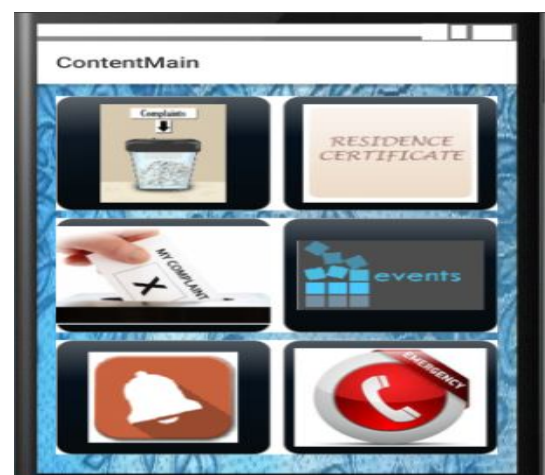 ContentMain
Complaints
RESIDENCE
CERTIFICATE
MY COMPLAINT
X
events
EMERGENCY